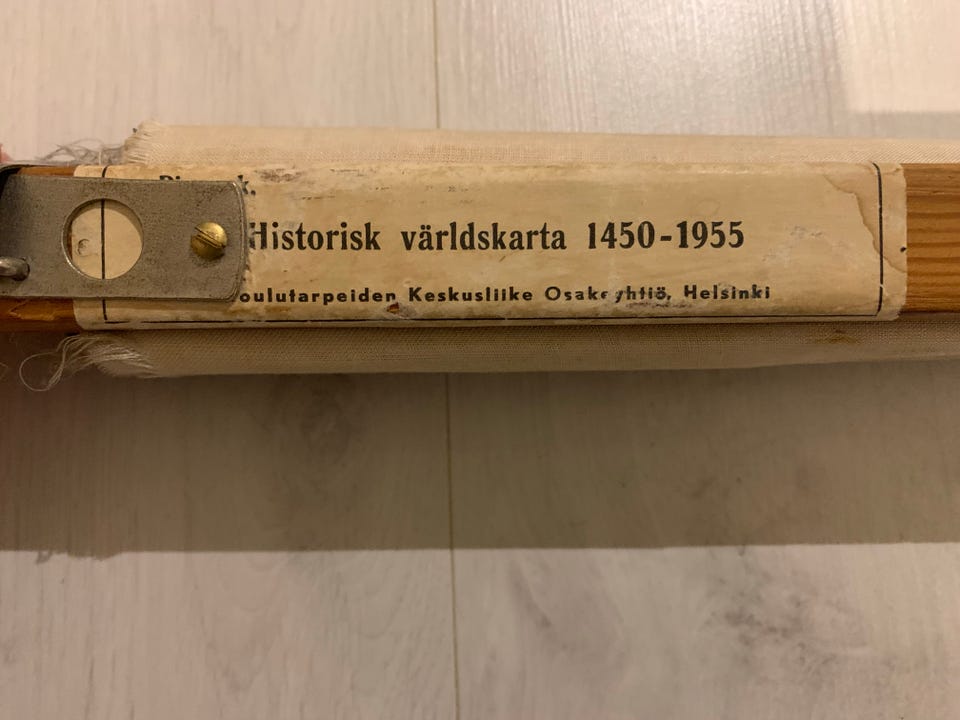 Historisk världskarta 1450-1955
oulutarpeiden Keskusliike Osakeyhtiö, Helsinki